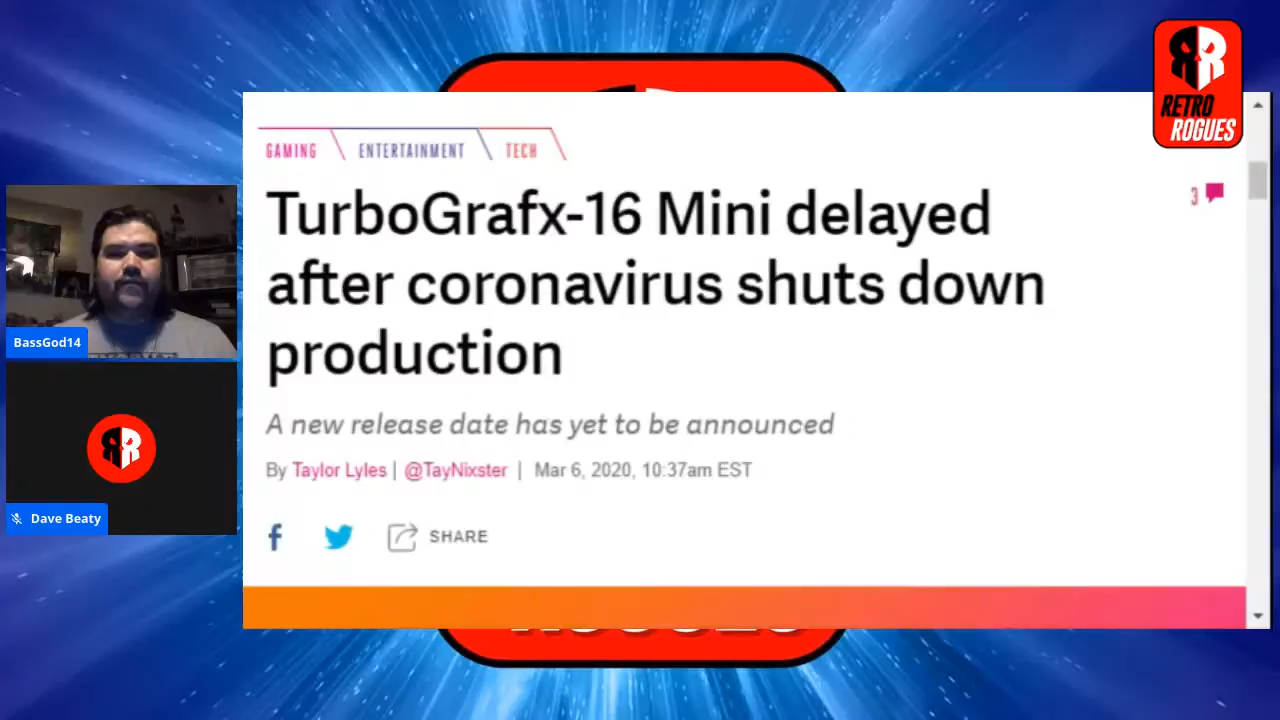 RETRO
ROGUES
GAMING
ENTERTAINMENT
TECH
3
TurboGrafx-16 Mini delayed
after coronavirus shuts down
production
A new release date has yet to be announced
By Taylor Lyles | @TayNixster | Mar 6, 2020, 10:37am EST
SHARE
BassGod14
Dave Beaty